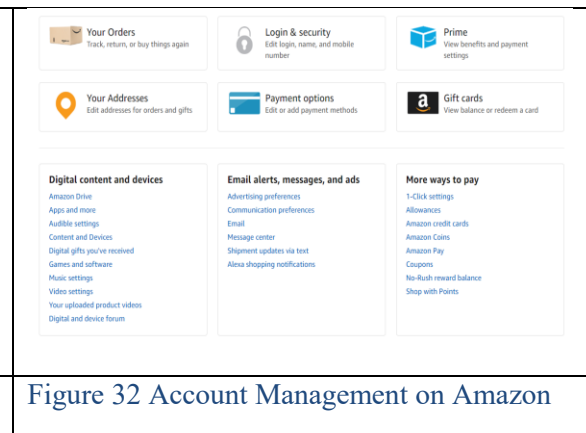 Your Orders
Track, return, or buy things again
Login & security
Edit login, name, and mobile
number
Prime
View benefits and payment
settings
Your Addresses
Edit addresses for orders and gifts
Payment options
Edit or add payment methods
a
Gift cards
View balance or redeem a card
Digital content and devices
Amazon Drive
Apps and more
Audible settings
Content and Devices
Digital gifts you've received
Games and software
Music settings
Video settings
Your uploaded product videos
Digital and device forum
Email alerts, messages, and ads
Advertising preferences
Communication preferences
Email
Message center
Shipment updates via text
Alexa shopping notifications
More ways to pay
1-Click settings
Allowances
Amazon credit cards
Amazon Coins
Amazon Pay
Coupons
No-Rush reward balance
Shop with Points
Figure 32 Account Management on Amazon